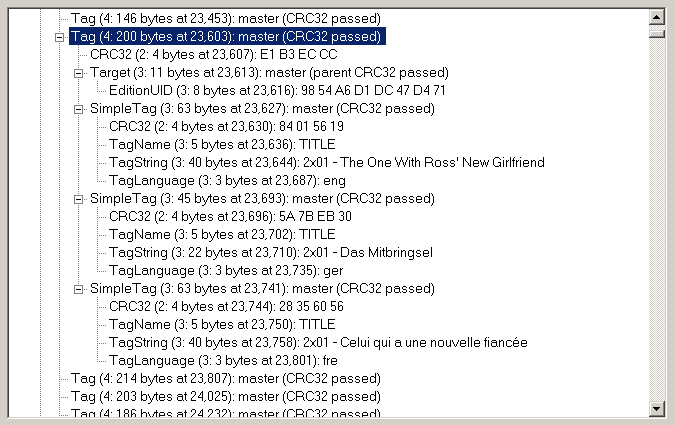 Tag (4: 146 bytes at 23,453): master (CRC32 passed)
Tag (4: 200 bytes at 23,603): master (CRC32 passed)
CRC32 (2: 4 bytes at 23,607): E1 B3 EC CC
Target (3: 11 bytes at 23,613): master (parent CRC32 passed)
EditionUID (3: 8 bytes at 23,616): 98 54 A6 D1 DC 47 D4 71
SimpleTag (3: 63 bytes at 23,627): master (CRC32 passed)
CRC32 (2: 4 bytes at 23,630): 84 01 56 19
TagName (3: 5 bytes at 23,636): TITLE
TagString (3: 40 bytes at 23,644): 2x01 - The One With Ross' New Girlfriend
TagLanguage (3: 3 bytes at 23,687): eng
SimpleTag (3: 45 bytes at 23,693): master (CRC32 passed)
CRC32 (2: 4 bytes at 23,696): 5A 7B EB 30
TagName (3: 5 bytes at 23,702): TITLE
TagString (3: 22 bytes at 23,710): 2x01 - Das Mitbringsel
TagLanguage (3: 3 bytes at 23,735): ger
SimpleTag (3: 63 bytes at 23,741): master (CRC32 passed)
CRC32 (2: 4 bytes at 23,744): 28 35 60 56
TagName (3: 5 bytes at 23,750): TITLE
TagString (3: 40 bytes at 23,758): 2x01 - Celui qui a une nouvelle fiancée
TagLanguage (3: 3 bytes at 23,801): fre
Tag (4: 214 bytes at 23,807): master (CRC32 passed)
Tag (4: 203 bytes at 24,025): master (CRC32 passed)
Tag (4: 186 bytes at 24,232): master (CRC32 passed)